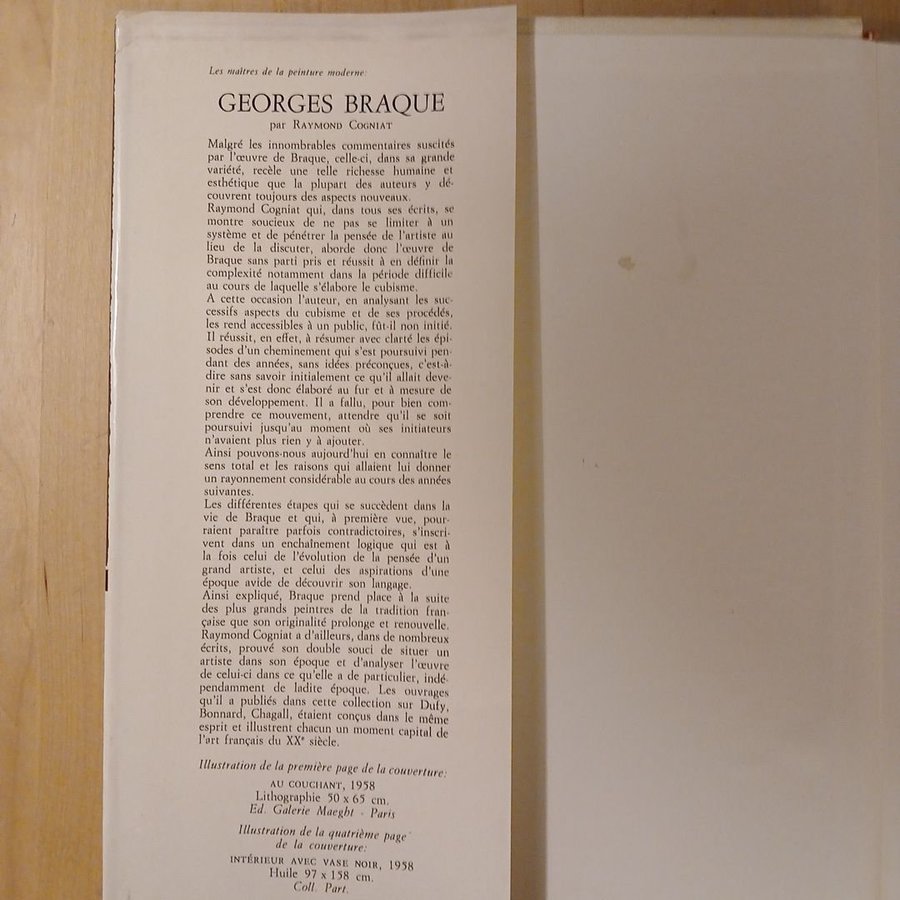 Les maîtres de la peinture moderne:
GEORGES BRAQUE
par RAYMOND COGNIAT
Malgré les innombrables commentaires suscités
par l'œuvre de Braque, celle-ci, dans sa grande
variété, recèle une telle richesse humaine et
esthétique que la plupart des auteurs y dé-
couvrent toujours des aspects nouveaux.
Raymond Cogniat qui, dans tous ses écrits, se
montre soucieux de ne pas se limiter à un
système et de pénétrer la pensée de l'artiste au
lieu de la discuter, aborde donc l'œuvre de
Braque sans parti pris et réussit à en définir la
complexité notamment dans la période difficile
au cours de laquelle s'élabore le cubisme.
A cette occasion l'auteur, en analysant les suc-
cessifs aspects du cubisme et de ses procédés,
les rend accessibles à un public, fût-il non initié.
Il réussit, en effet, à résumer avec clarté les épi-
sodes d'un cheminement qui s'est poursuivi pen-
dant des années, sans idées préconçues, c'est-à-
dire sans savoir initialement ce qu'il allait deve-
nir et s'est donc élaboré au fur et à mesure de
son développement. Il a fallu, pour bien com-
prendre ce mouvement, attendre qu'il se soit
poursuivi jusqu'au moment où ses initiateurs
n'avaient plus rien y à ajouter.
Ainsi pouvons-nous aujourd'hui en connaître le
sens total et les raisons qui allaient lui donner
un rayonnement considérable au cours des années
suivantes.
Les différentes étapes qui se succèdent dans la
vie de Braque et qui, à première vue, pour-
raient paraître parfois contradictoires, s'inscri-
vent dans un enchaînement logique qui est à
la fois celui de l'évolution de la pensée d'un
grand artiste, et celui des aspirations d'une
époque avide de découvrir son langage.
Ainsi expliqué, Braque prend place à la suite
des plus grands peintres de la tradition fran-
çaise que son originalité prolonge et renouvelle.
Raymond Cogniat a d'ailleurs, dans de nombreux
écrits, prouvé son double souci de situer un
artiste dans son époque et d'analyser l'œuvre
de celui-ci dans ce qu'elle a de particulier, indé-
pendamment de ladite époque. Les ouvrages
qu'il a publiés dans cette collection sur Dufy,
Bonnard, Chagall, étaient conçus dans le même
esprit et illustrent chacun un moment capital de
l'art français du XXe siècle.
Illustration de la première page de la couverture:
AU COUCHANT, 1958
Lithographie 50 x 65 cm.
Ed. Galerie Maeght - Paris
Illustration de la quatrième page
de la couverture:
INTÉRIEUR AVEC VASE NOIR, 1958
Huile 97 x 158 cm.
Coll. Part.